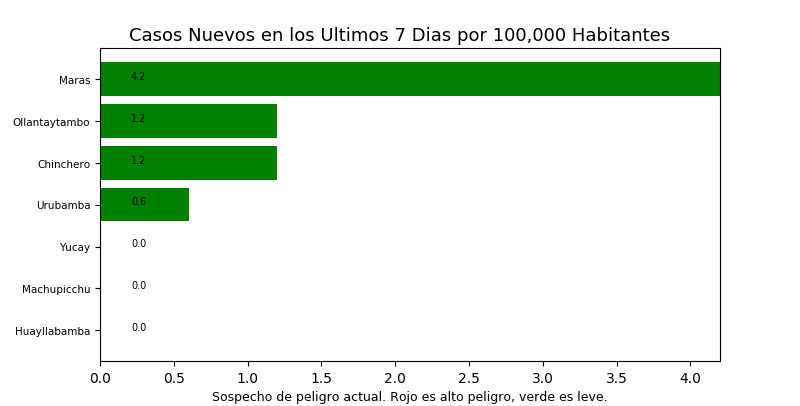 Casos Nuevos en los Ultimos 7 Dias por 100,000 Habitantes
Maras 4.2
Ollantaytambo 1.2
Chinchero 1.2
Urubamba 0.6
Yucay 0.0
Machupicchu 0.0
Huayllabamba 0.0
0.0 0.5 1.0 1.5 2.0 2.5 3.0 3.5 4.0
Sospecho de peligro actual. Rojo es alto peligro, verde es leve.